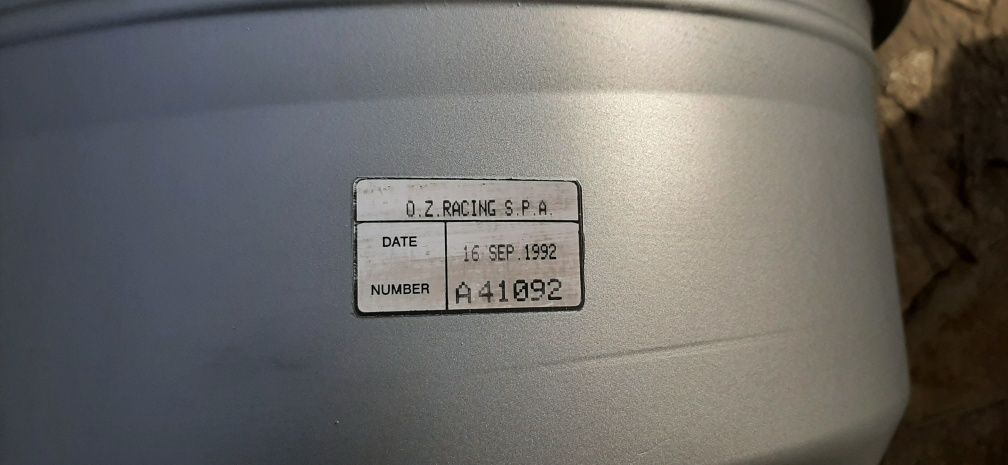 O.Z.RACING S.P.A.
DATE 16 SEP.1992
NUMBER A41092